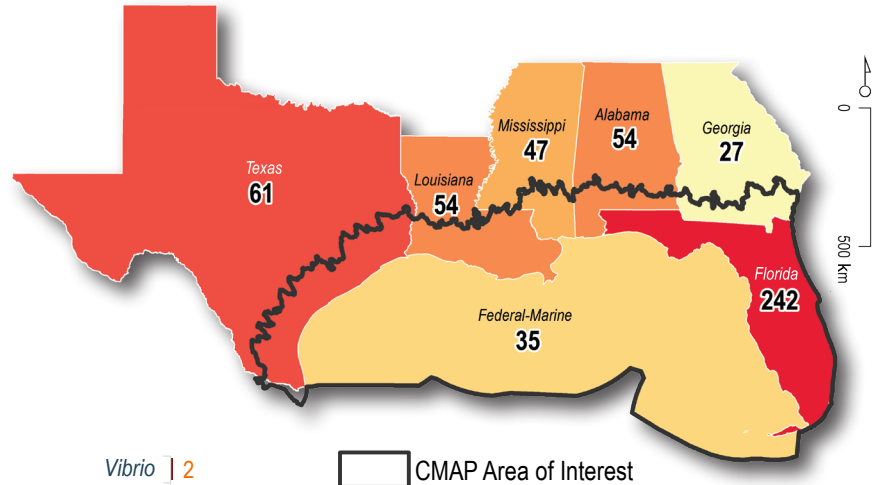 Texas
61
Louisiana
54
Mississippi
47
Alabama
54
Georgia
27
Florida
242
Federal-Marine
35
0
500 km
Vibrio 2
CMAP Area of Interest